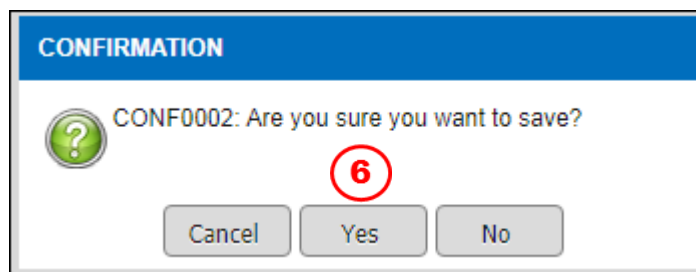 CONFIRMATION
CONF0002: Are you sure you want to save?
6
Cancel Yes No